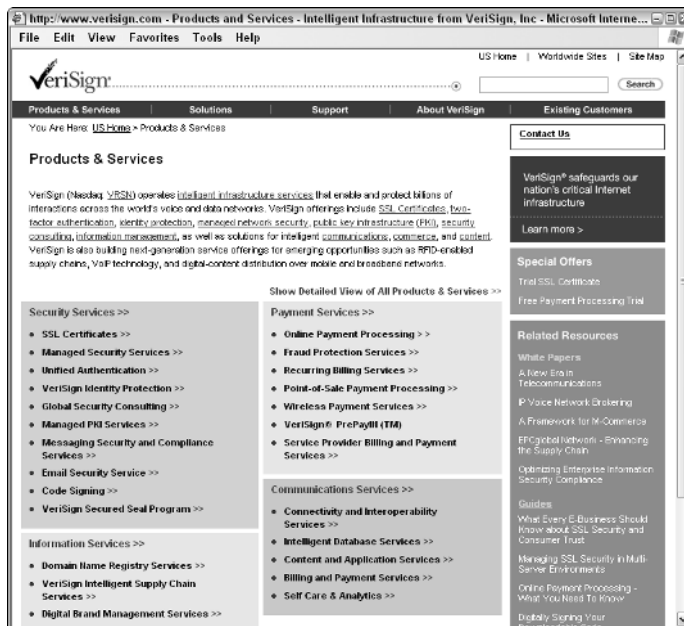 http://www.verisign.com - Products and Services - Intelligent Infrastructure from VeriSign, Inc - Microsoft Interne...
File Edit View Favorites Tools Help
US Home | Worldwide Sites | Site Map
VeriSign
Search
Products & Services | Solutions | Support | About VeriSign | Existing Customers
You Are Here: US Home > Products & Services
Products & Services
VeriSign (Nasdaq: VRSN) operates intelligent infrastructure services that enable and protect billions of
interactions across the world's voice and data networks. VeriSign offerings include SSL Certificates, two-
factor authentication, identity protection, managed network security, public key infrastructure (PKI), security
consulting, information management, as well as solutions for intelligent communications, commerce, and content.
VeriSign is also building next-generation service offerings for emerging opportunities such as RFID-enabled
supply chains, VoIP technology, and digital-content distribution over mobile and broadband networks.
Show Detailed View of All Products & Services >>
Security Services >>
SSL Certificates >>
Managed Security Services >>
Unified Authentication >>
VeriSign Identity Protection >>
Global Security Consulting >>
Managed PKI Services >>
Messaging Security and Compliance
Services >>
Email Security Service >>
Code Signing >>
VeriSign Secured Seal Program >>
Information Services >>
Domain Name Registry Services >>
VeriSign Intelligent Supply Chain
Services >>
Digital Brand Management Services >>
Payment Services >>
Online Payment Processing > >
Fraud Protection Services >>
Recurring Billing Services >>
Point-of-Sale Payment Processing >>
Wireless Payment Services >>
VeriSign® PrePayIII (TM)
Service Provider Billing and Payment
Services >>
Communications Services >>
Connectivity and Interoperability
Services >>
Intelligent Database Services >>
Content and Application Services >>
Billing and Payment Services >>
Self Care & Analytics >>
Contact Us
VeriSign® safeguards our
nation's critical Internet
infrastructure
Learn more >
Special Offers
Trial SSL Certificate
Free Payment Processing Trial
Related Resources
White Papers
A New Era in
Telecommunications
IP Voice Network Brokering
A Framework for M-Commerce
EPCglobal Network - Enhancing
the Supply Chain
Optimizing Enterprise Information
Security Compliance
Guides
What Every E-Business Should
Know about SSL Security and
Consumer Trust
Managing SSL Security in Multi-
Server Environments
Online Payment Processing -
What You Need To Know
Digitally Signing Your